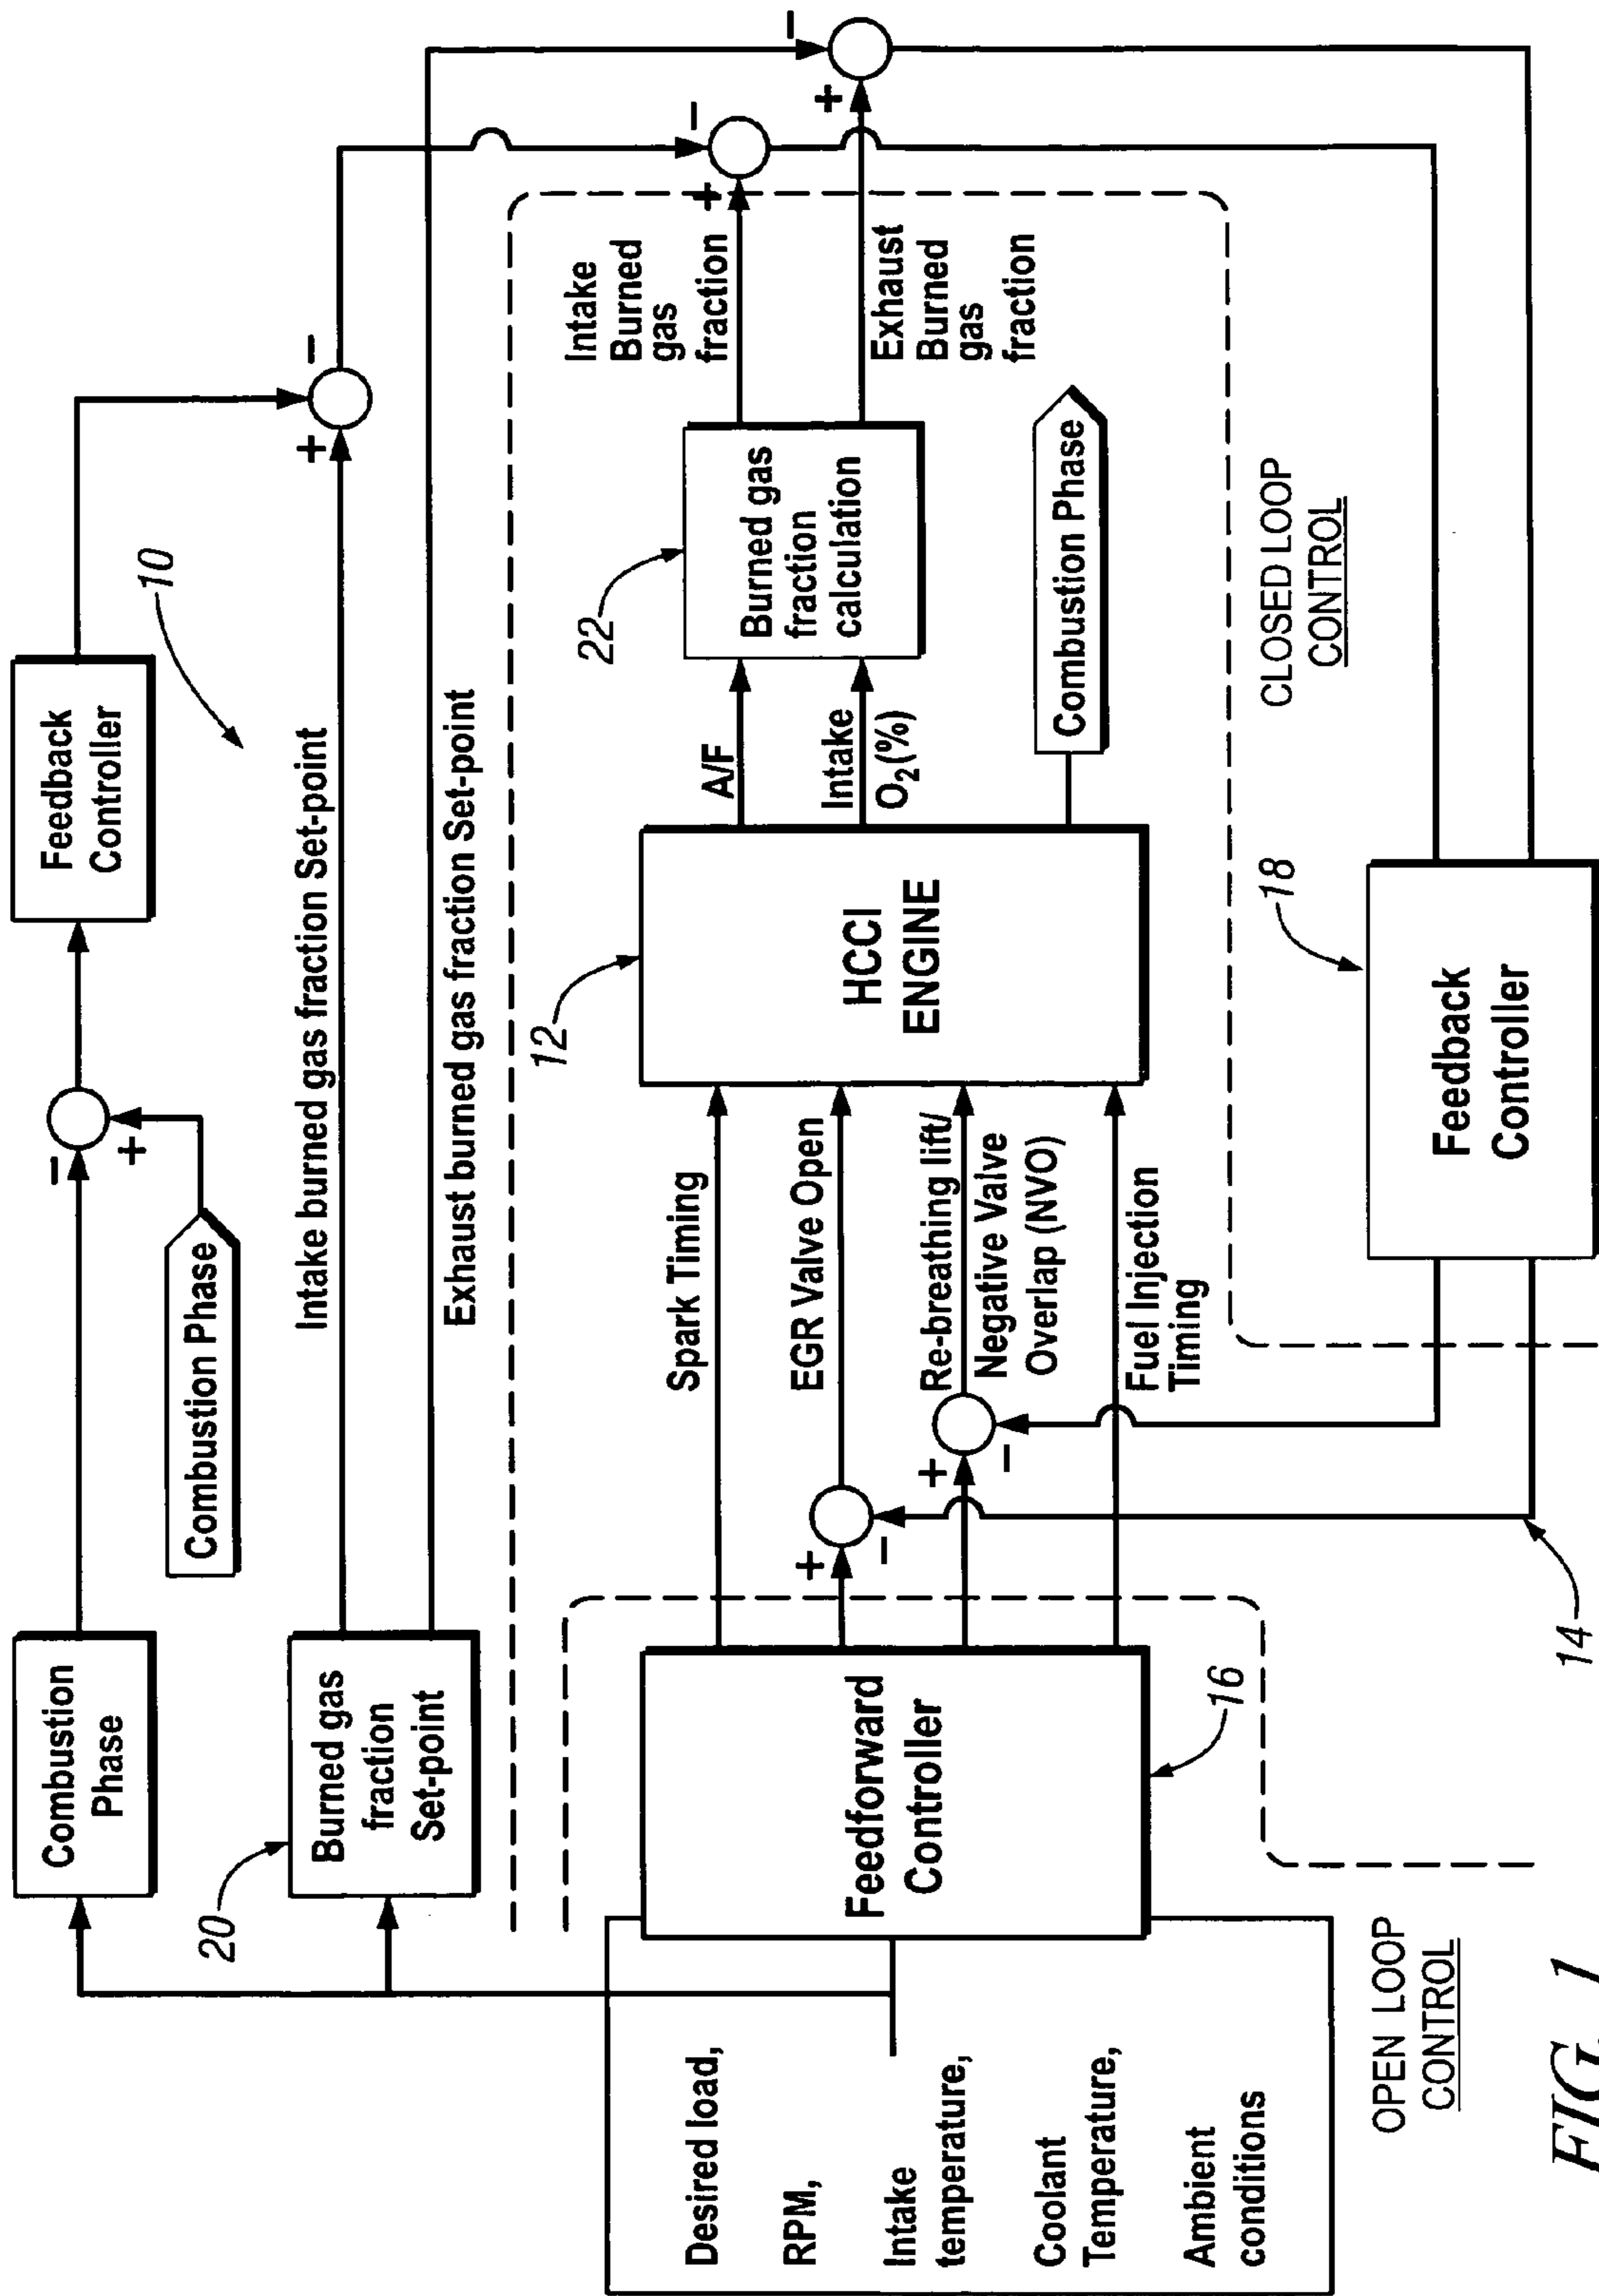 Combustion
Phase
Combustion Phase
Feedback
Controller
10
20
Burned gas
fraction
Set-point
Intake burned gas fraction Set-point
Exhaust burned gas fraction Set-point
Desired load,
RPM,
Intake
temperature,
Coolant
Temperature,
Ambient
conditions
Feedforward
Controller
16
Spark Timing
EGR Valve Open
Re-breathing lift/
Negative Valve
Overlap (NVO)
Fuel Injection
Timing
12
HCCI
ENGINE
A/F
Intake
O₂(%)
Combustion Phase
22
Burned gas
fraction
calculation
Intake
Burned
gas
fraction
Exhaust
Burned
gas
fraction
- +
+ -
+ -
+ -
+ -
+ -
CLOSED LOOP
CONTROL
OPEN LOOP
CONTROL
14
18
Feedback
Controller
FIG. 1